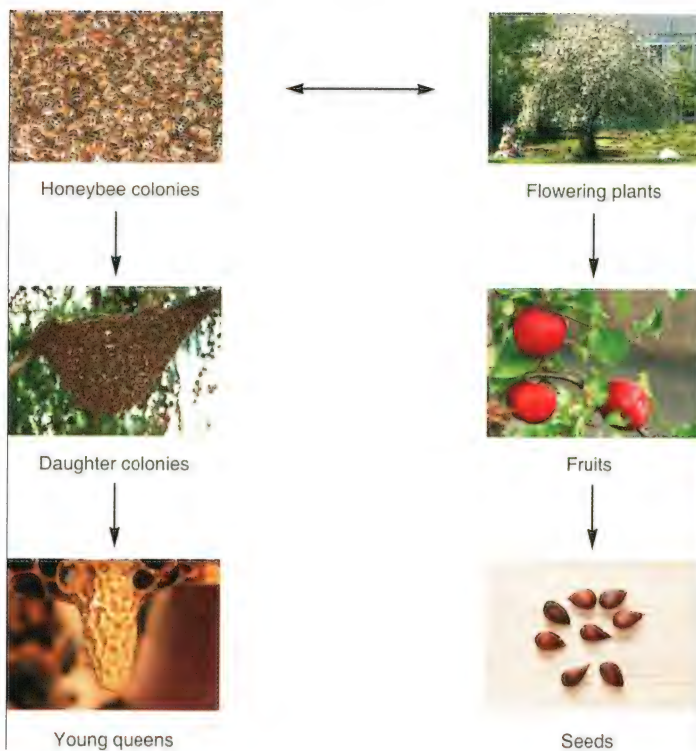 Honeybee colonies
Flowering plants
Daughter colonies
Fruits
Young queens
Seeds